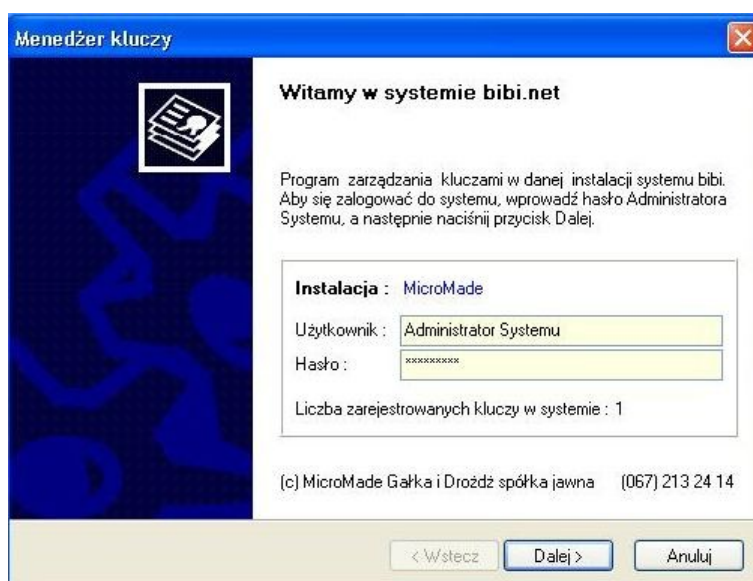 Menedżer kluczy
Witamy w systemie bibi.net
Program zarządzania kluczami w danej instalacji systemu bibi.
Aby się zalogować do systemu, wprowadź hasło Administratora
Systemu, a następnie naciśnij przycisk Dalej.
Instalacja : MicroMade
Użytkownik : Administrator Systemu
Hasło : ×××××××××
Liczba zarejestrowanych kluczy w systemie : 1
(c) MicroMade Gałka i Drożdż spółka jawna (067) 213 24 14
< Wstecz Dalej > Anuluj